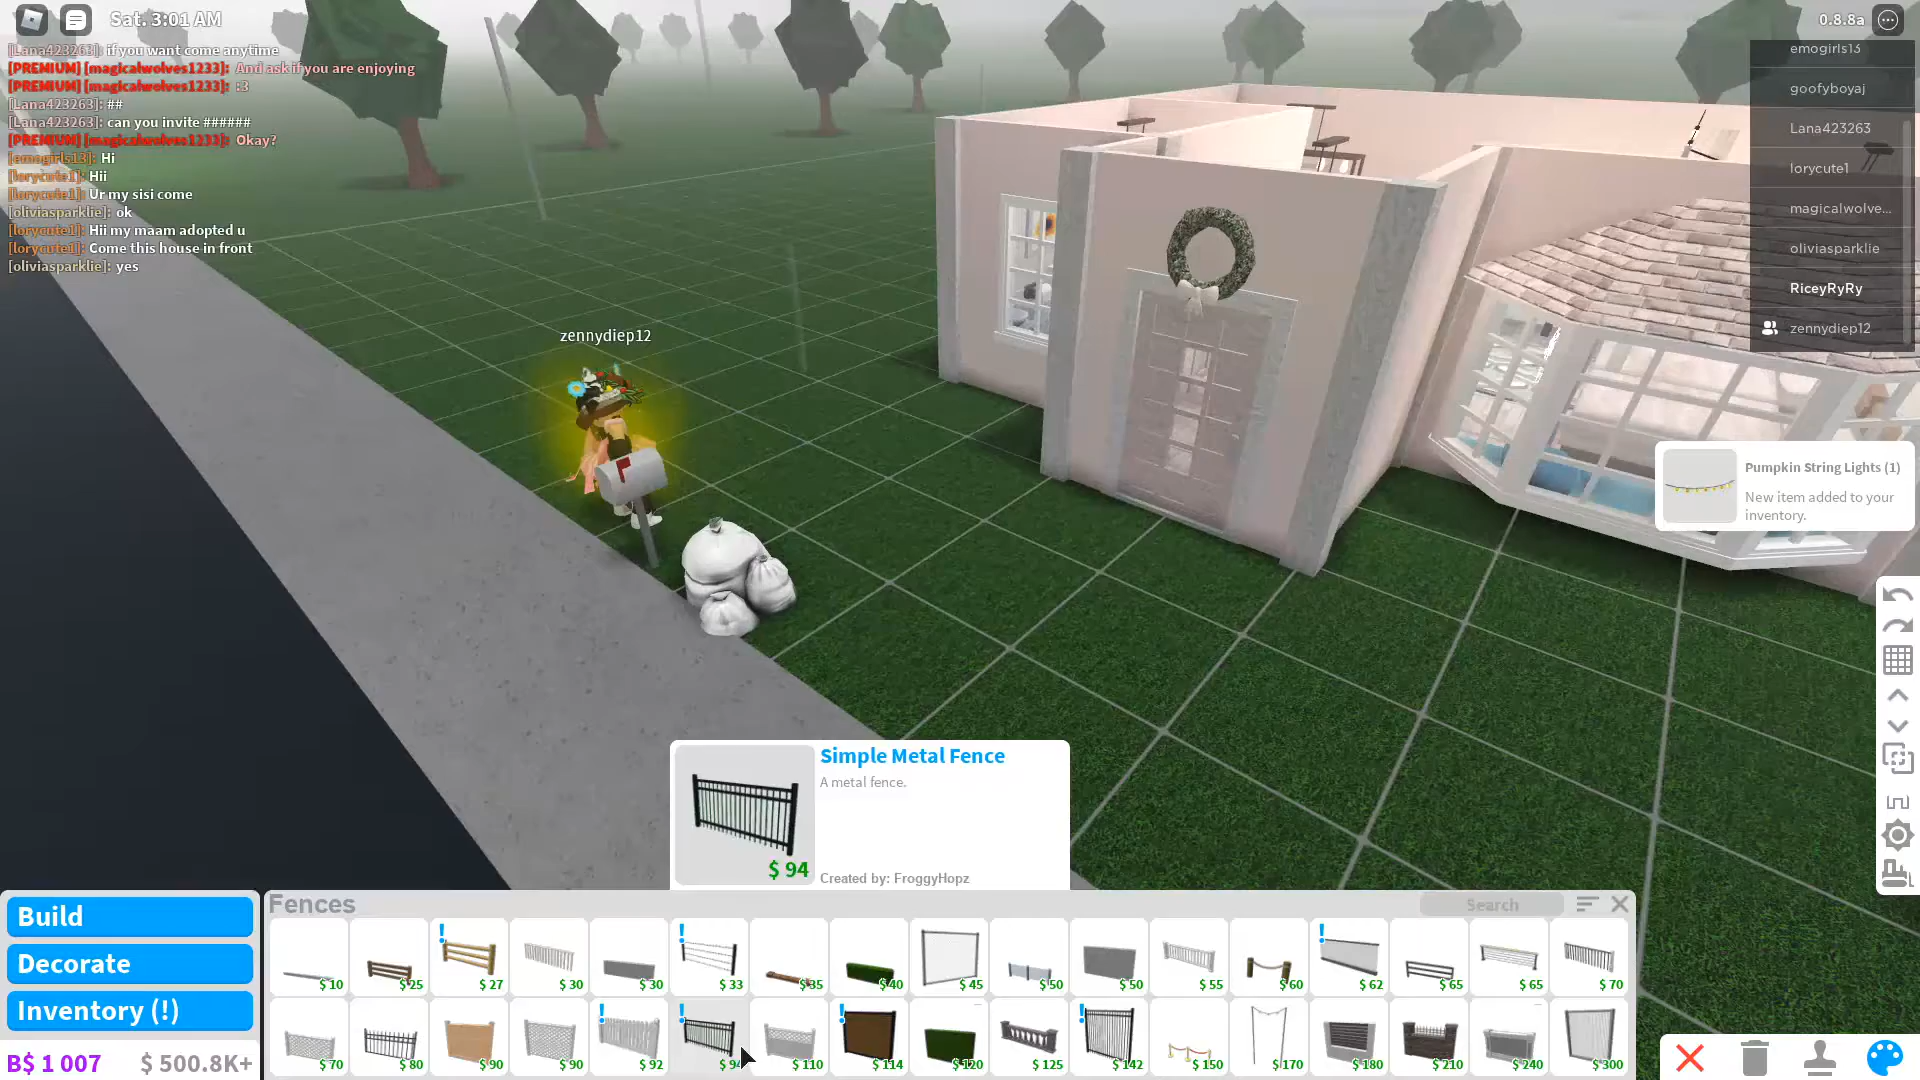 Sat. 3:01 AM
0.8.8a
[Lana423263]: if you want come anytime
[PREMIUM] [magicalwolves1233]: And ask if you are enjoying
[PREMIUM] [magicalwolves1233]: :3
[Lana423263]: ##
[Lana423263]: can you invite ######
[PREMIUM] [magicalwolves1233]: Okay?
[emogirls13]: Hi
[lorycute1]: Hii
[lorycute1]: Ur my sisi come
[oliviasparklie]: ok
[lorycute1]: Hii my maam adopted u
[lorycute1]: Come this house in front
[oliviasparklie]: yes
emogirls13
goofyboyaj
Lana423263
lorycute1
magicalwolve...
oliviasparklie
RiceyRyRy
zennydiep12
zennydiep12
Pumpkin String Lights (1)
New item added to your
inventory.
Simple Metal Fence
A metal fence.
$ 94
Created by: FroggyHopz
Build
Decorate
Inventory (!)
B$ 1 007 $ 500.8K+
Fences
Search
$ 10 $ 25 $ 27 $ 30 $ 30 $ 33 $ 35 $ 40 $ 45 $ 50 $ 50 $ 55 $ 60 $ 62 $ 65 $ 65 $ 70
$ 70 $ 80 $ 90 $ 90 $ 92 $ 94 $ 110 $ 114 $ 120 $ 125 $ 142 $ 150 $ 170 $ 180 $ 210 $ 240 $ 300